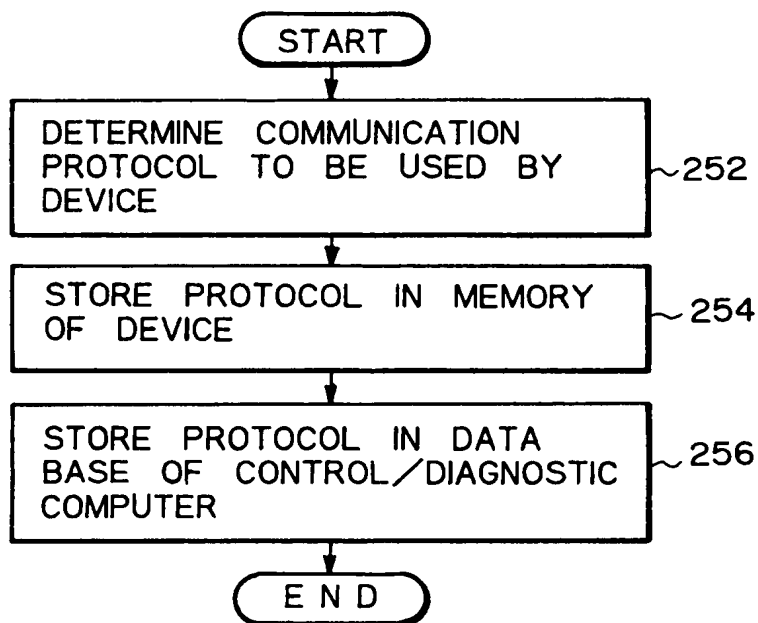 START
DETERMINE COMMUNICATION
PROTOCOL TO BE USED BY
DEVICE
252
STORE PROTOCOL IN MEMORY
OF DEVICE
254
STORE PROTOCOL IN DATA
BASE OF CONTROL/DIAGNOSTIC
COMPUTER
256
END